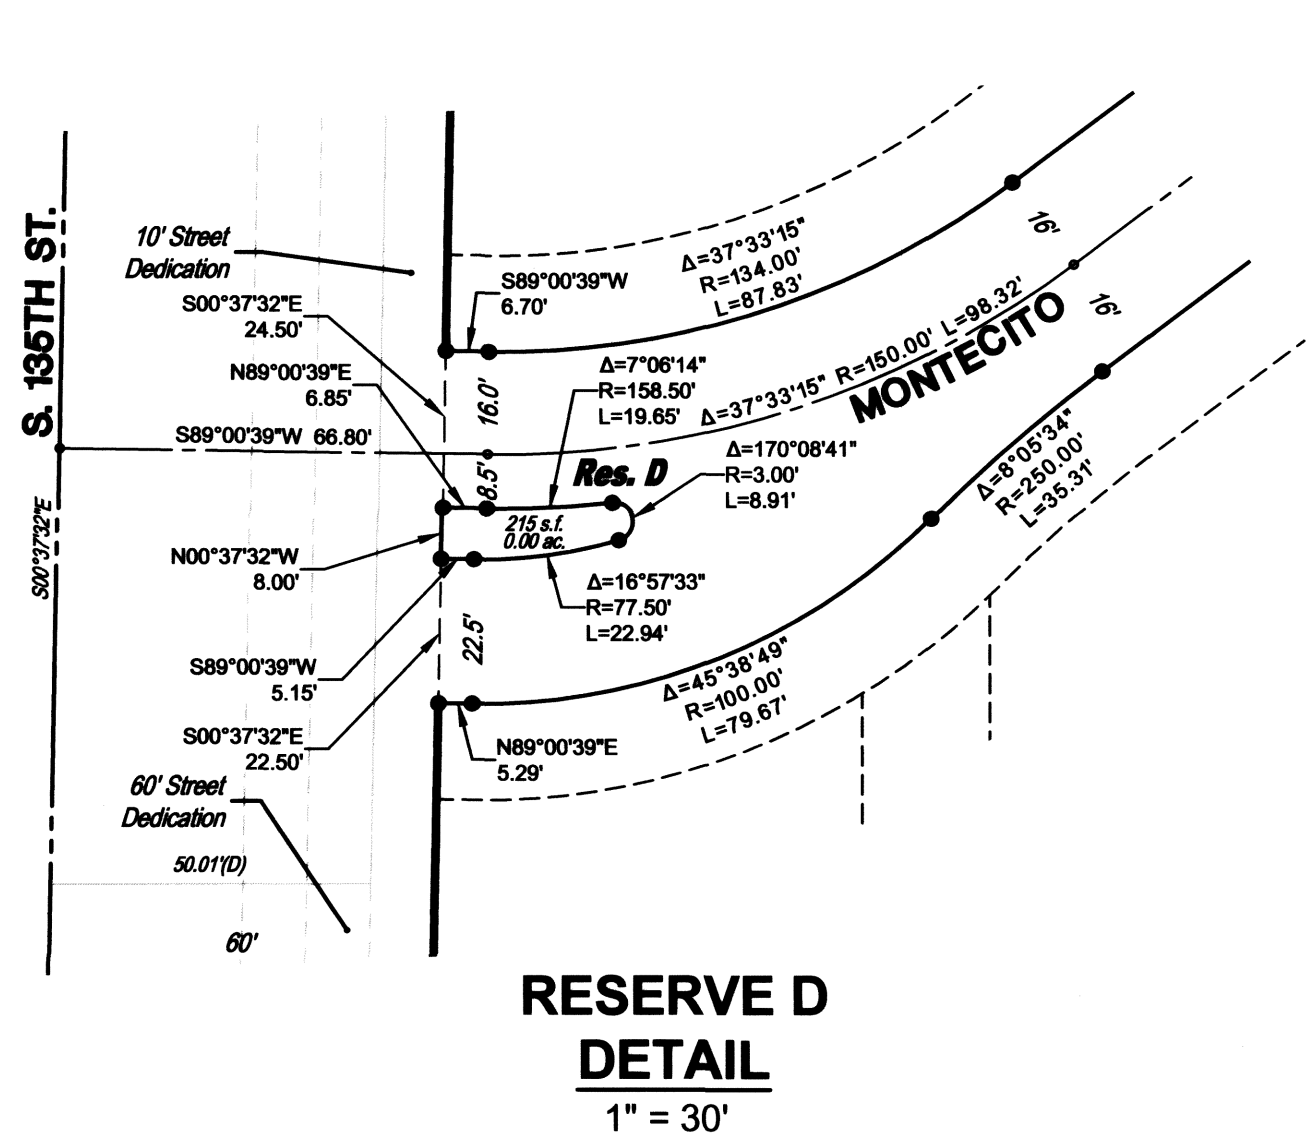 S. 135TH ST.
10' Street
Dedication
S00°37'32"E
24.50'
S89°00'39"W
6.70'
Δ=37°33'15"
R=134.00'
L=87.83'
16'
N89°00'39"E
6.85'
16.0'
Δ=7°06'14"
R=158.50'
L=19.65'
Δ=37°33'15" R=150.00' L=98.32'
MONTECITO
16'
S89°00'39"W 66.80'
8.5'
Res. D
Δ=170°08'41"
R=3.00'
L=8.91'
Δ=8°05'34"
R=250.00'
L=35.31'
S00°37'32"E
215 s.f.
0.00 ac.
N00°37'32"W
8.00'
Δ=16°57'33"
R=77.50'
L=22.94'
22.5'
S89°00'39"W
5.15'
Δ=45°38'49"
R=100.00'
L=79.67'
S00°37'32"E
22.50'
N89°00'39"E
5.29'
60' Street
Dedication
50.01'(D)
60'
RESERVE D
DETAIL
1" = 30'